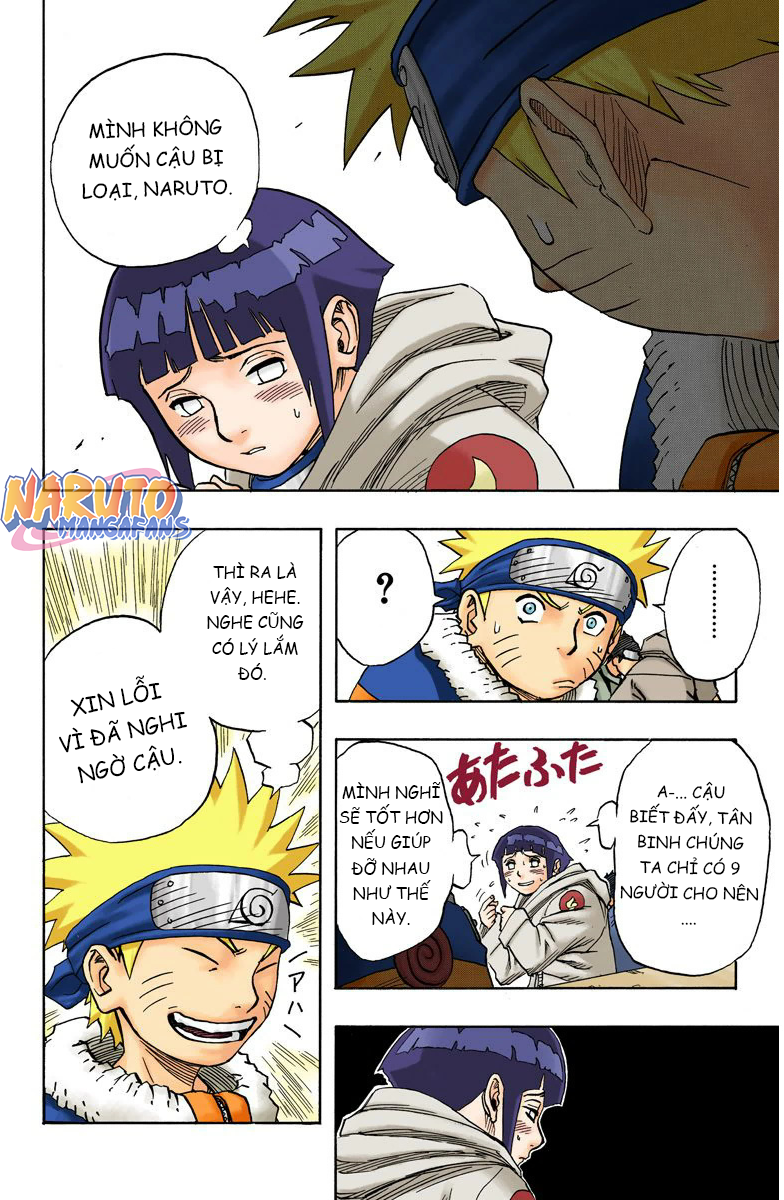 MÌNH KHÔNG
MUỐN CẬU BỊ
LOẠI, NARUTO.
NARUTO
MANGAFANS
.........
?
A-... CẬU
BIẾT ĐẤY, TÂN
BINH CHÚNG
TA CHỈ CÓ 9
NGƯỜI CHO NÊN
....
あたふた
MÌNH NGHĨ
SẼ TỐT HƠN
NẾU GIÚP
ĐỠ NHAU
NHƯ THẾ
NÀY.
THÌ RA LÀ
VẬY, HEHE.
NGHE CŨNG
CÓ LÝ LẮM
ĐÓ.
XIN LỖI
VÌ ĐÃ NGHI
NGỜ CẬU.
アハハ